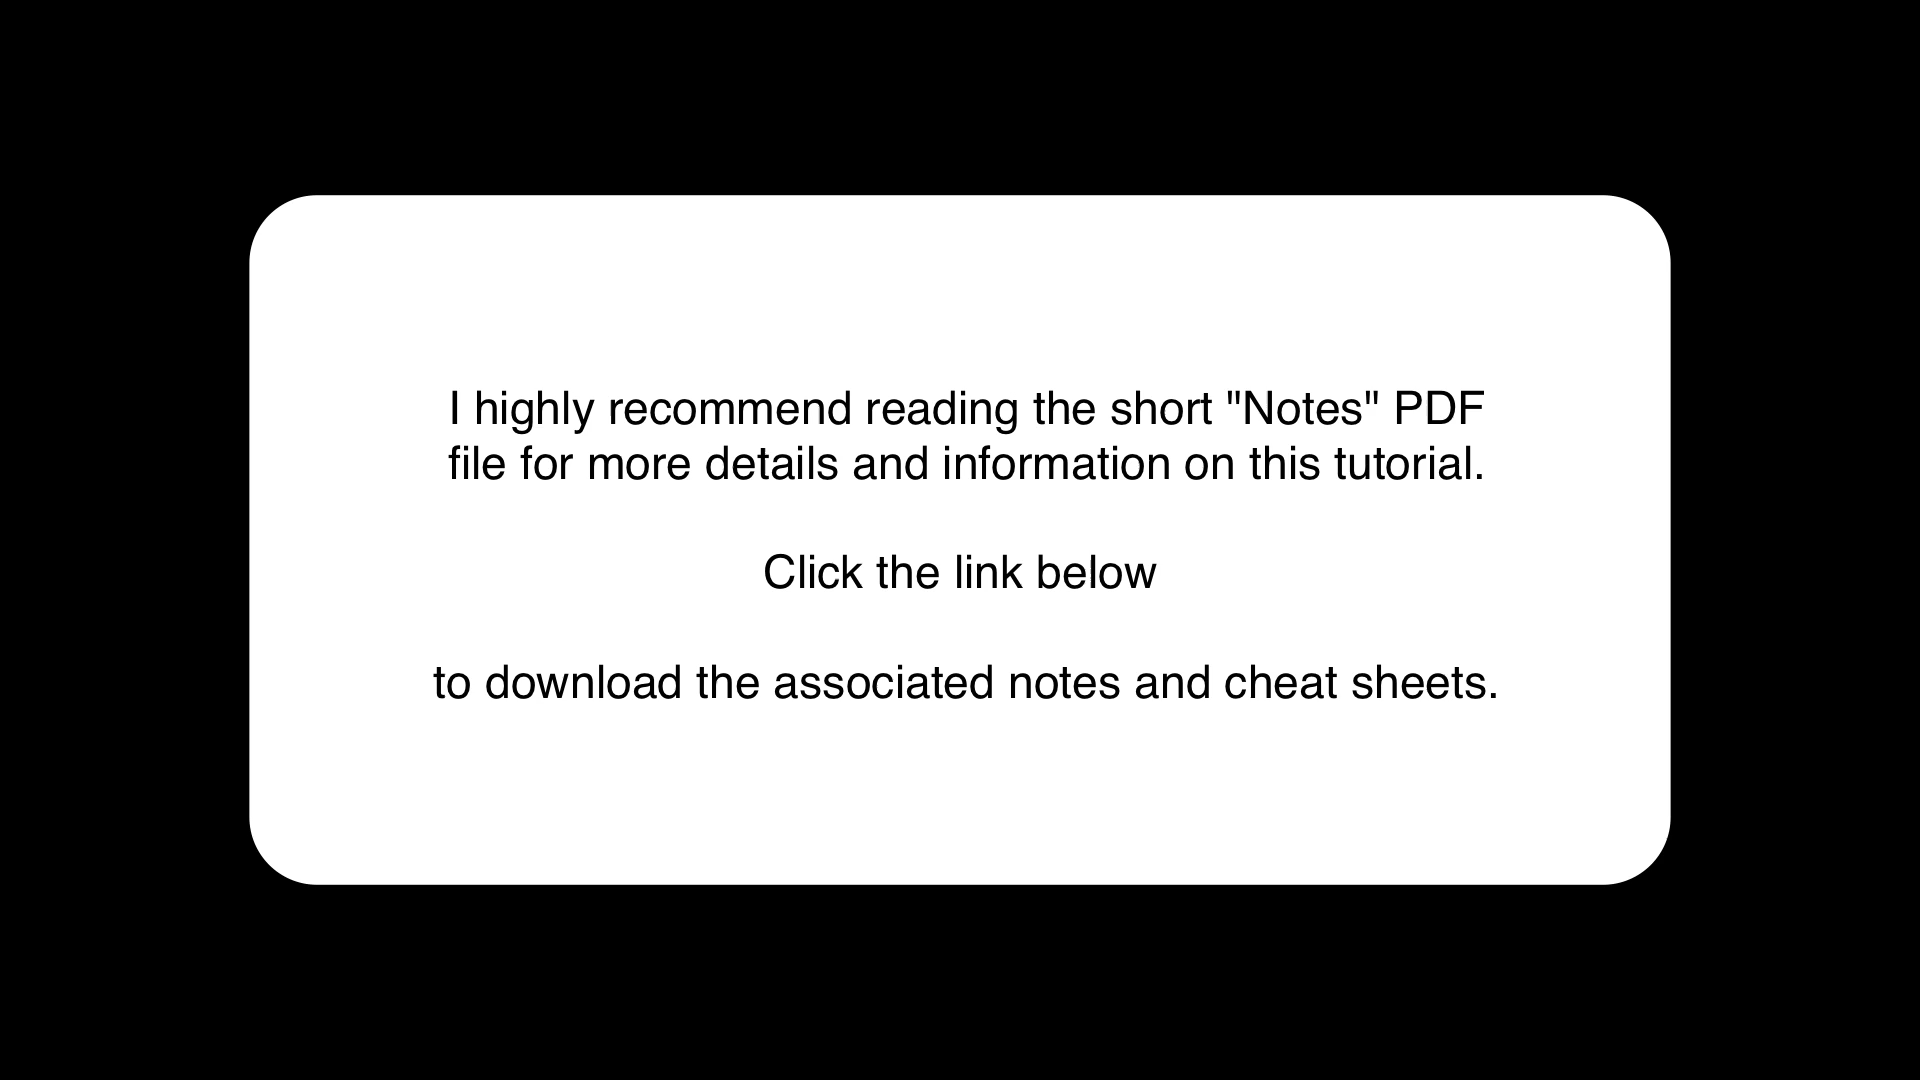 I highly recommend reading the short "Notes" PDF
file for more details and information on this tutorial.
Click the link below
to download the associated notes and cheat sheets.